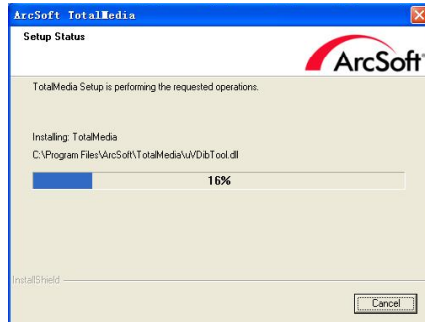 ArcSoft TotalMedia
Setup Status
ArcSoft
TotalMedia Setup is performing the requested operations.
Installing: TotalMedia
C:\Program Files\ArcSoft\TotalMedia\uVDibTool.dll
16%
InstallShield
Cancel